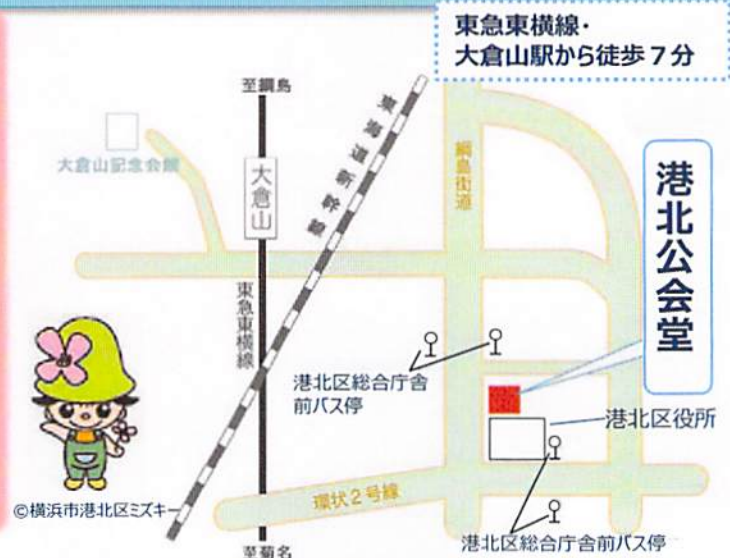 東急東横線・
大倉山駅から徒歩７分
至綱島
大倉山記念会館
大倉山
東海道新幹線
綱島街道
港北公会堂
東急東横線
港北区総合庁舎
前バス停
港北区役所
環状２号線
©横浜市港北区ミズキー
至菊名
港北区総合庁舎前バス停